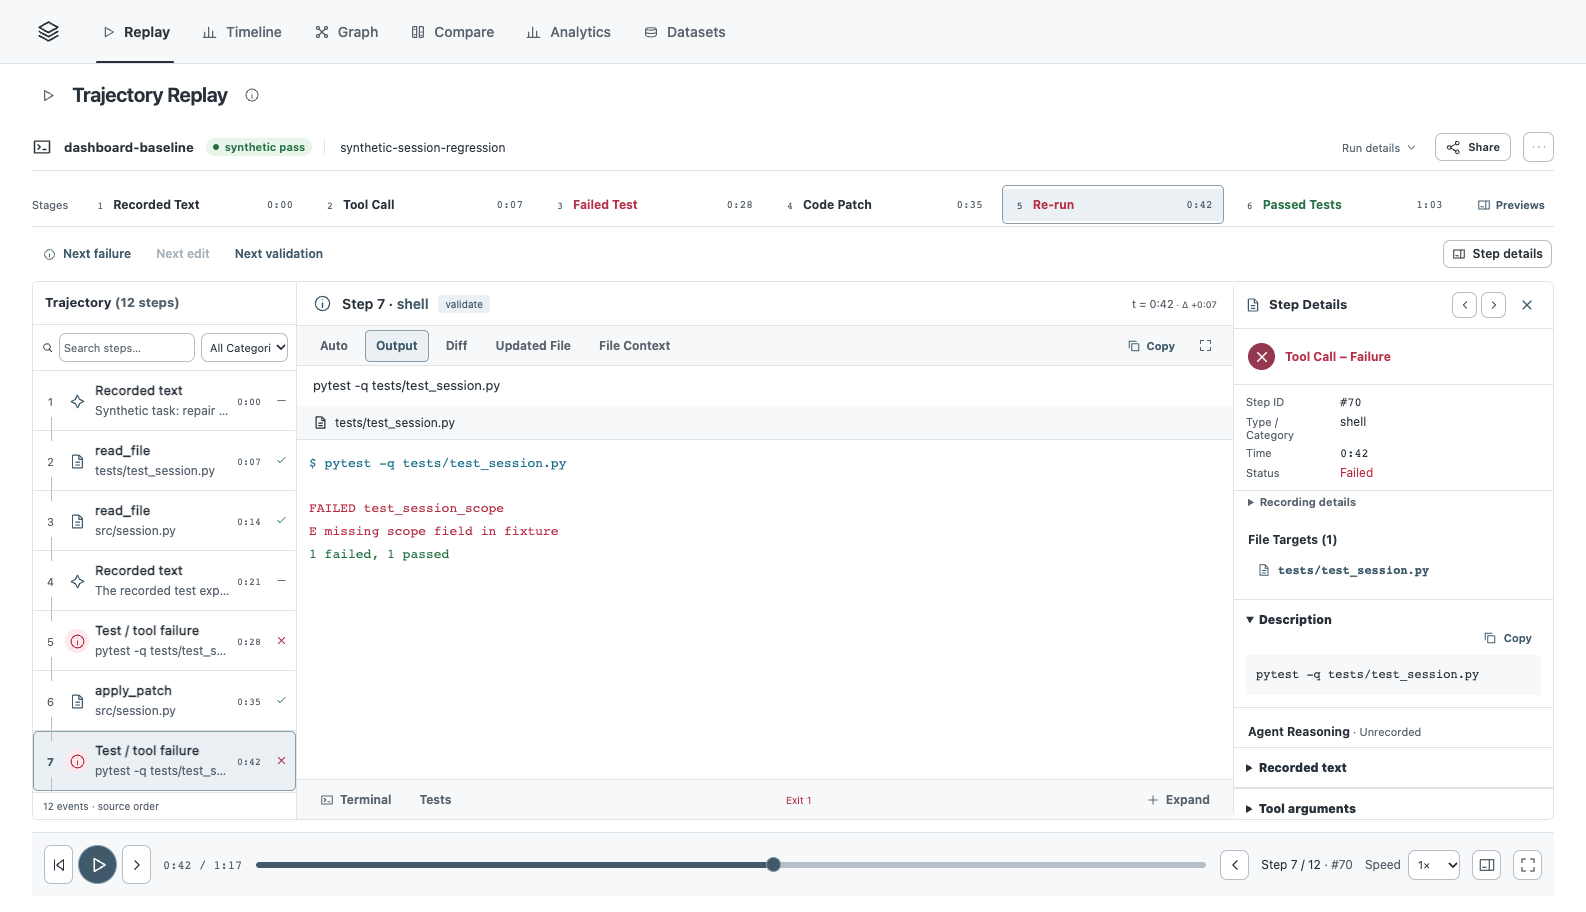 Replay Timeline Graph Compare Analytics Datasets
Trajectory Replay
dashboard-baseline synthetic pass synthetic-session-regression Run details Share ...
Stages 1 Recorded Text 0:00 2 Tool Call 0:07 3 Failed Test 0:28 4 Code Patch 0:35 5 Re-run 0:42 6 Passed Tests 1:03 Previews
Next failure Next edit Next validation Step details
Trajectory (12 steps)
Search steps... All Categori
1 Recorded text 0:00 –
Synthetic task: repair ...
2 read_file 0:07
tests/test_session.py
3 read_file 0:14
src/session.py
4 Recorded text 0:21 –
The recorded test exp...
5 Test / tool failure 0:28
pytest -q tests/test_s...
6 apply_patch 0:35
src/session.py
7 Test / tool failure 0:42
pytest -q tests/test_s...
12 events · source order
Step 7 · shell validate t = 0:42 · Δ +0:07
Auto Output Diff Updated File File Context Copy
pytest -q tests/test_session.py
tests/test_session.py
$ pytest -q tests/test_session.py
FAILED test_session_scope
E missing scope field in fixture
1 failed, 1 passed
Terminal Tests Exit 1 Expand
Step Details
Tool Call – Failure
Step ID #70
Type / shell
Category
Time 0:42
Status Failed
Recording details
File Targets (1)
tests/test_session.py
Description
Copy
pytest -q tests/test_session.py
Agent Reasoning · Unrecorded
Recorded text
Tool arguments
0:42 / 1:17 Step 7 / 12 · #70 Speed 1×